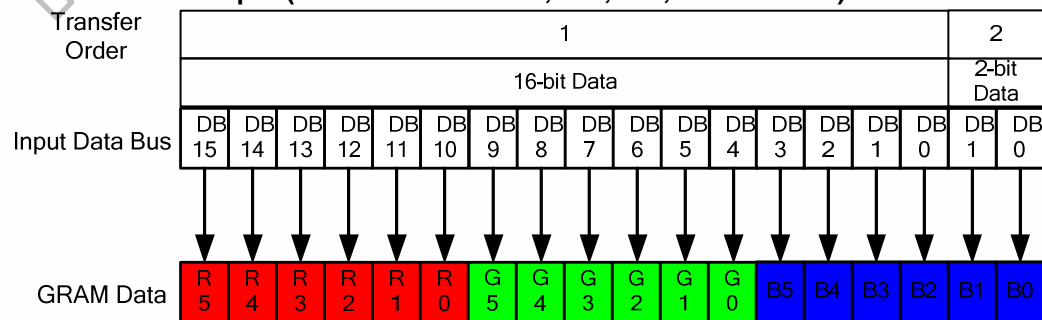 Transfer
Order
1
2
16-bit Data
2-bit
Data
Input Data Bus
DB DB DB DB DB DB DB DB DB DB DB DB DB DB DB DB DB DB
15 14 13 12 11 10 9 8 7 6 5 4 3 2 1 0 1 0
GRAM Data
R R R R R R G G G G G G B5 B4 B3 B2 B1 B0
5 4 3 2 1 0 5 4 3 2 1 0